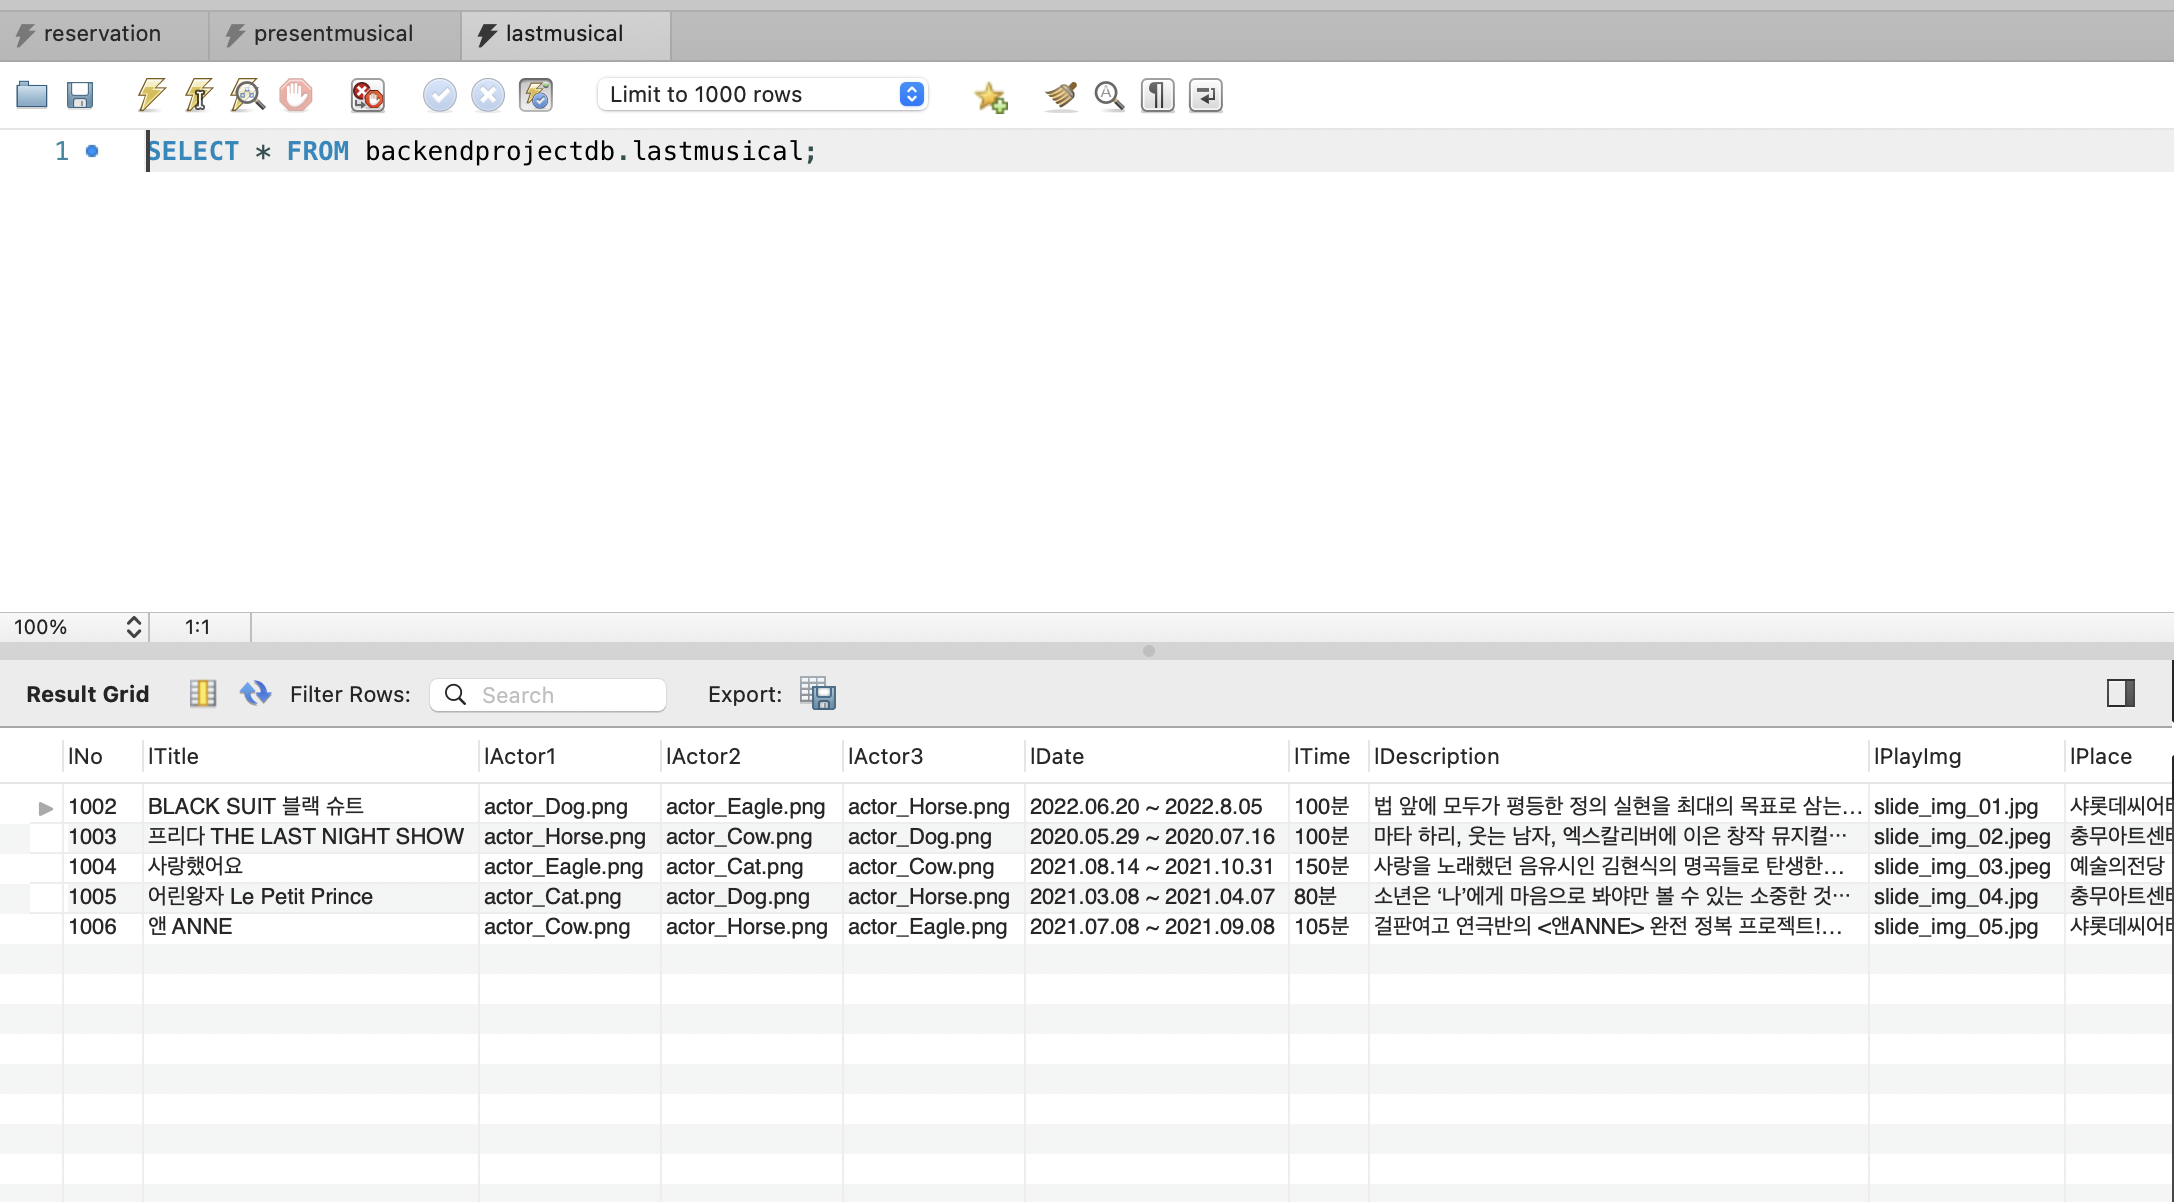 reservation presentmusical lastmusical
Limit to 1000 rows
1 SELECT * FROM backendprojectdb.lastmusical;
100% 1:1
Result Grid Filter Rows: Search Export:
lNo lTitle lActor1 lActor2 lActor3 lDate lTime lDescription lPlayImg lPlace
1002 BLACK SUIT 블랙 슈트 actor_Dog.png actor_Eagle.png actor_Horse.png 2022.06.20 ~ 2022.8.05 100분 법 앞에 모두가 평등한 정의 실현을 최대의 목표로 삼는... slide_img_01.jpg 샤롯데씨어
1003 프리다 THE LAST NIGHT SHOW actor_Horse.png actor_Cow.png actor_Dog.png 2020.05.29 ~ 2020.07.16 100분 마타 하리, 웃는 남자, 엑스칼리버에 이은 창작 뮤지컬… slide_img_02.jpeg 충무아트센
1004 사랑했어요 actor_Eagle.png actor_Cat.png actor_Cow.png 2021.08.14 ~ 2021.10.31 150분 사랑을 노래했던 음유시인 김현식의 명곡들로 탄생한... slide_img_03.jpeg 예술의전당
1005 어린왕자 Le Petit Prince actor_Cat.png actor_Dog.png actor_Horse.png 2021.03.08 ~ 2021.04.07 80분 소년은 ‘나’에게 마음으로 봐야만 볼 수 있는 소중한 것… slide_img_04.jpg 충무아트센
1006 앤 ANNE actor_Cow.png actor_Horse.png actor_Eagle.png 2021.07.08 ~ 2021.09.08 105분 걸판여고 연극반의 <앤ANNE> 완전 정복 프로젝트!... slide_img_05.jpg 샤롯데씨어